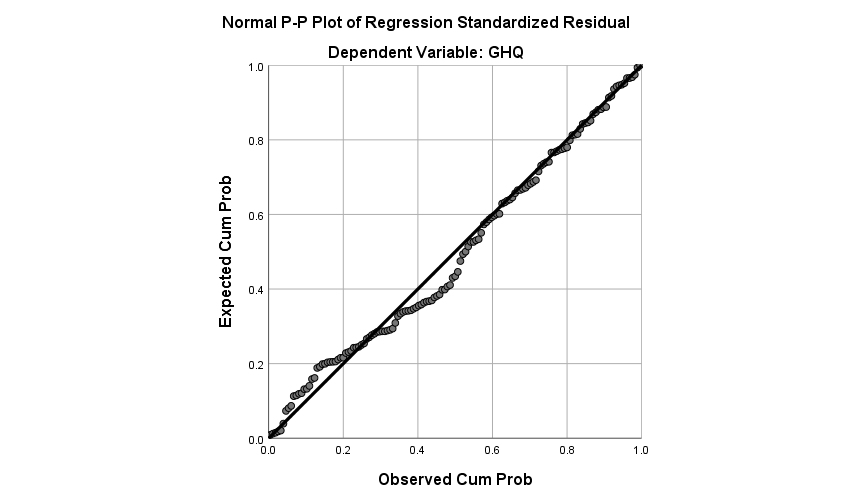 Normal P-P Plot of Regression Standardized Residual
Dependent Variable: GHQ
1.0
0.8
0.6
0.4
0.2
0.0
Expected Cum Prob
0.0 0.2 0.4 0.6 0.8 1.0
Observed Cum Prob